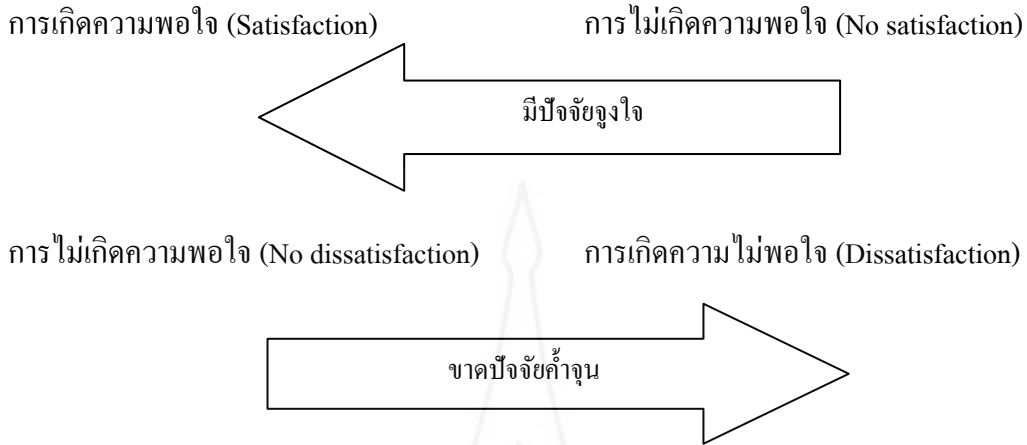 การเกิดความพอใจ (Satisfaction) การไม่เกิดความพอใจ (No satisfaction)
มีปัจจัยจูงใจ
การไม่เกิดความพอใจ (No dissatisfaction) การเกิดความไม่พอใจ (Dissatisfaction)
ขาดปัจจัยค้ำจุน